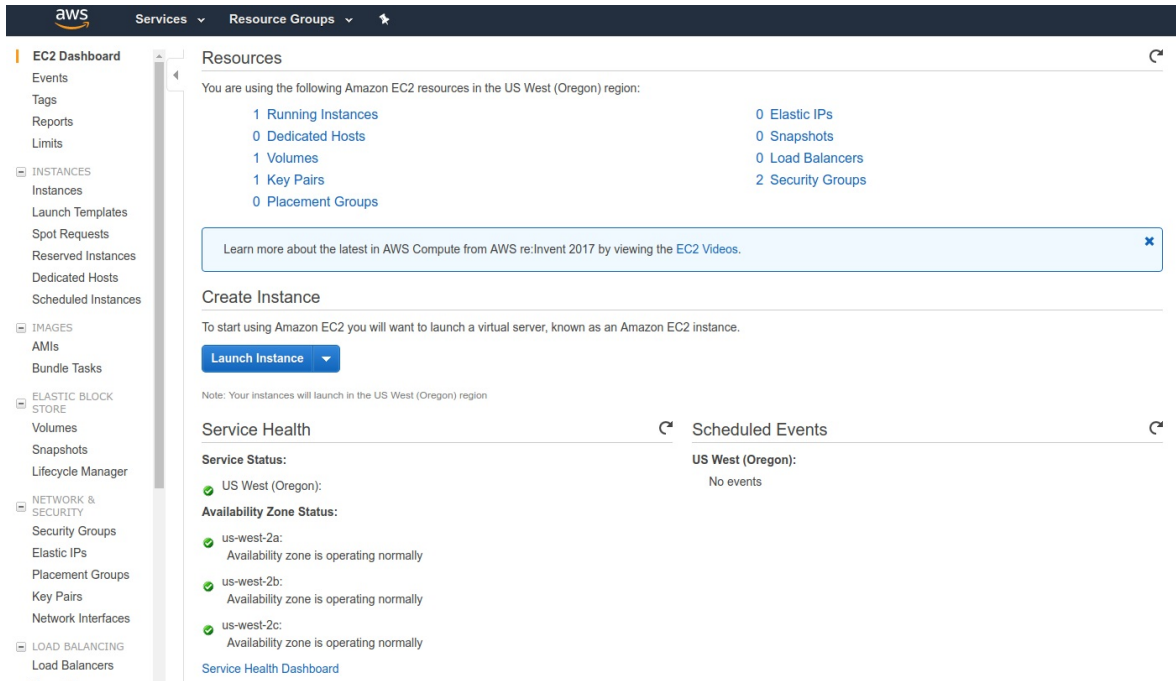 aws Services Resource Groups
EC2 Dashboard
Events
Tags
Reports
Limits
INSTANCES
Instances
Launch Templates
Spot Requests
Reserved Instances
Dedicated Hosts
Scheduled Instances
IMAGES
AMIs
Bundle Tasks
ELASTIC BLOCK
STORE
Volumes
Snapshots
Lifecycle Manager
NETWORK &
SECURITY
Security Groups
Elastic IPs
Placement Groups
Key Pairs
Network Interfaces
LOAD BALANCING
Load Balancers
Resources
You are using the following Amazon EC2 resources in the US West (Oregon) region:
1 Running Instances
0 Dedicated Hosts
1 Volumes
1 Key Pairs
0 Placement Groups
0 Elastic IPs
0 Snapshots
0 Load Balancers
2 Security Groups
Learn more about the latest in AWS Compute from AWS re:Invent 2017 by viewing the EC2 Videos.
Create Instance
To start using Amazon EC2 you will want to launch a virtual server, known as an Amazon EC2 instance.
Launch Instance
Note: Your instances will launch in the US West (Oregon) region
Service Health
Service Status:
US West (Oregon):
Availability Zone Status:
us-west-2a:
Availability zone is operating normally
us-west-2b:
Availability zone is operating normally
us-west-2c:
Availability zone is operating normally
Service Health Dashboard
Scheduled Events
US West (Oregon):
No events